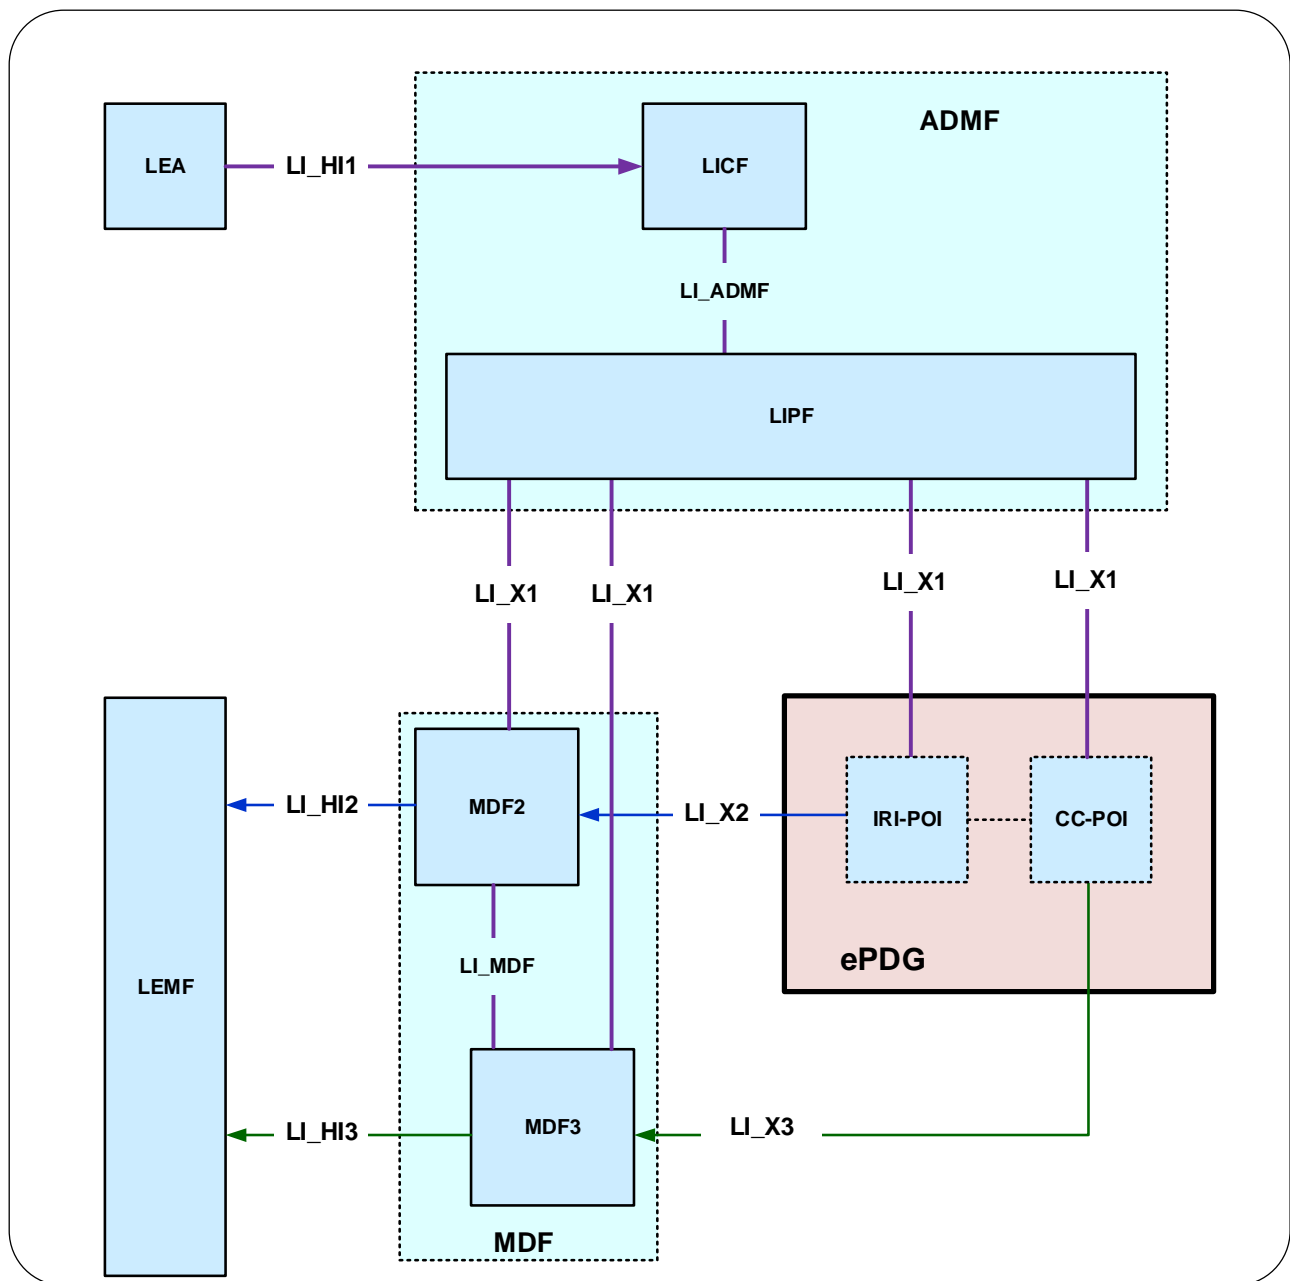 ADMF
LEA
LI_HI1
LICF
LI_ADMF
LIPF
LI_X1
LI_X1
LI_X1
LI_X1
LI_HI2
MDF2
LI_X2
IRI-POI
CC-POI
LI_MDF
ePDG
LEMF
LI_HI3
MDF3
LI_X3
MDF